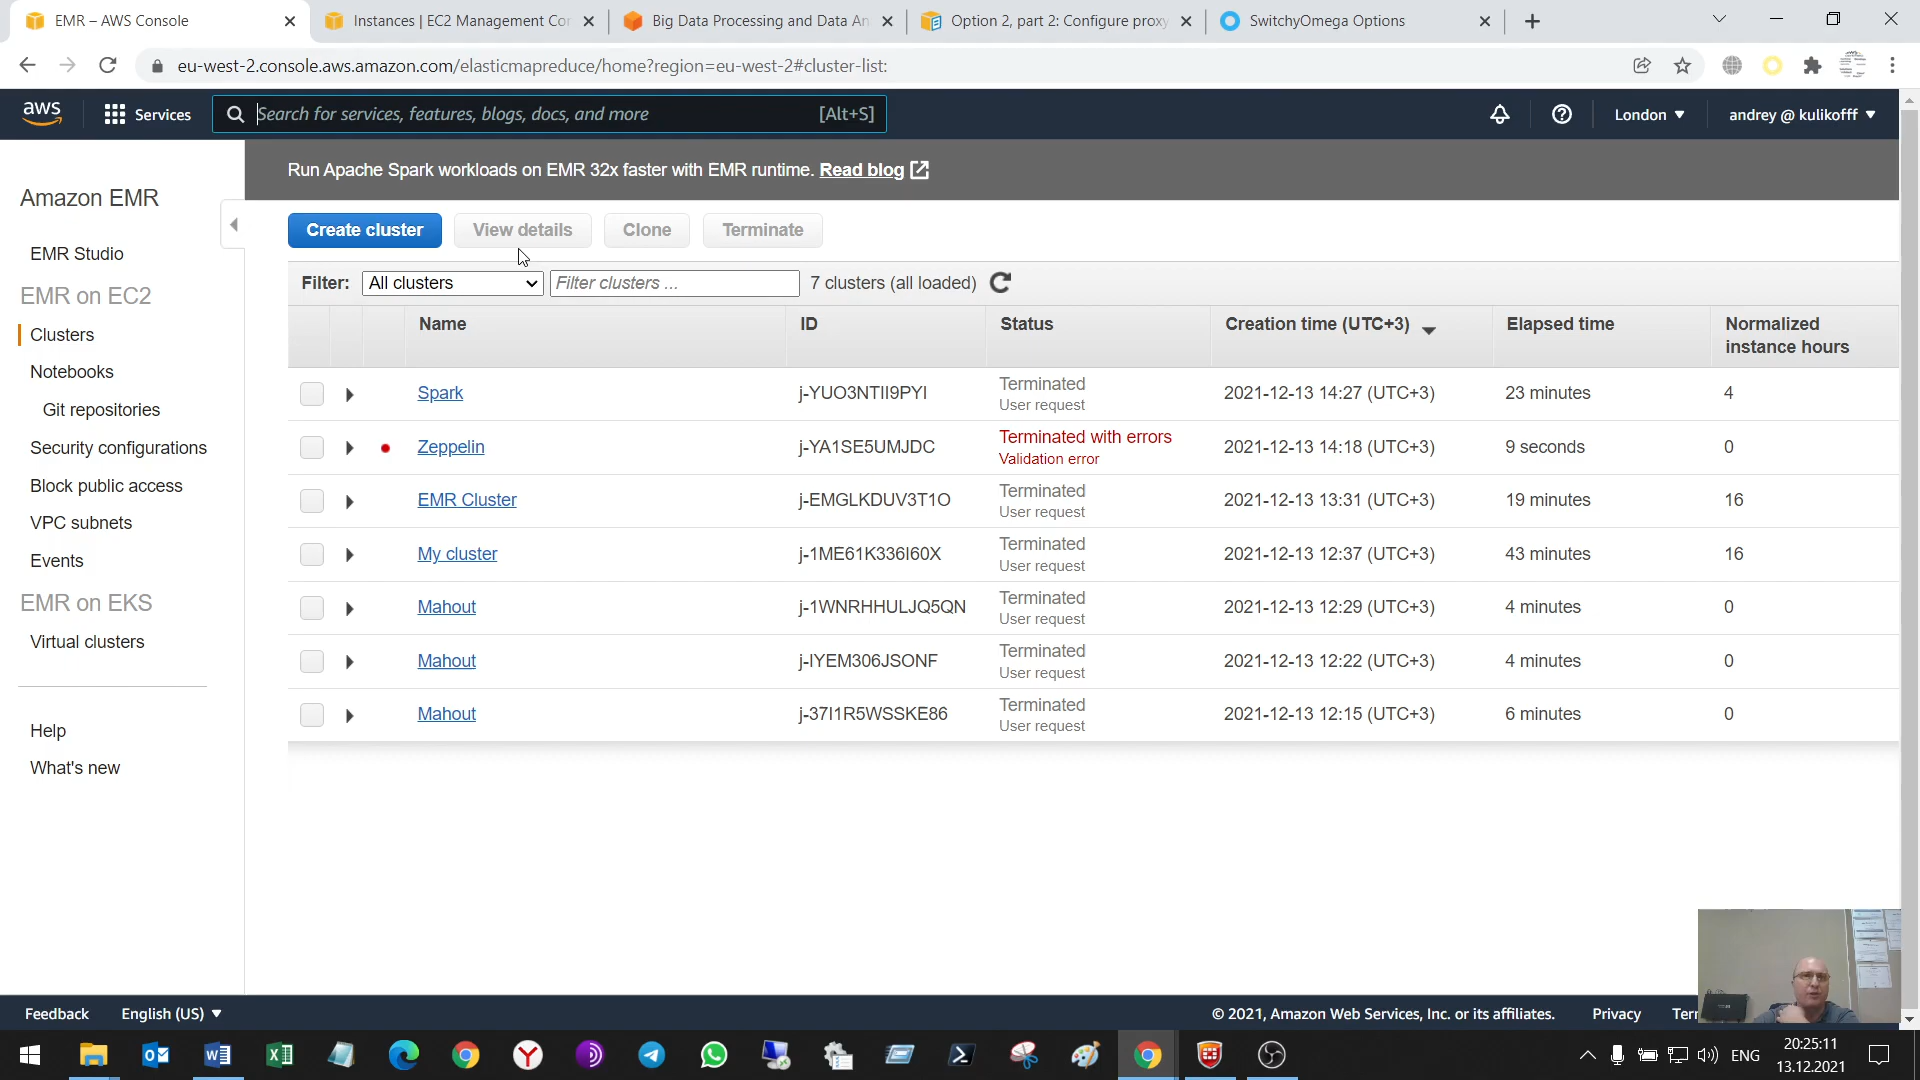 EMR – AWS Console
Instances | EC2 Management Co
Big Data Processing and Data An
Option 2, part 2: Configure proxy
SwitchyOmega Options
eu-west-2.console.aws.amazon.com/elasticmapreduce/home?region=eu-west-2#cluster-list:
aws
Services
Search for services, features, blogs, docs, and more
[Alt+S]
London
andrey @ kulikofff
Run Apache Spark workloads on EMR 32x faster with EMR runtime. Read blog
Amazon EMR
EMR Studio
EMR on EC2
Clusters
Notebooks
Git repositories
Security configurations
Block public access
VPC subnets
Events
EMR on EKS
Virtual clusters
Help
What's new
Create cluster
View details
Clone
Terminate
Filter:
All clusters
Filter clusters ...
7 clusters (all loaded)
Name
ID
Status
Creation time (UTC+3)
Elapsed time
Normalized
instance hours
Spark
j-YUO3NTII9PYI
Terminated
User request
2021-12-13 14:27 (UTC+3)
23 minutes
4
Zeppelin
j-YA1SE5UMJDC
Terminated with errors
Validation error
2021-12-13 14:18 (UTC+3)
9 seconds
0
EMR Cluster
j-EMGLKDUV3T1O
Terminated
User request
2021-12-13 13:31 (UTC+3)
19 minutes
16
My cluster
j-1ME61K336I60X
Terminated
User request
2021-12-13 12:37 (UTC+3)
43 minutes
16
Mahout
j-1WNRHHULJQ5QN
Terminated
User request
2021-12-13 12:29 (UTC+3)
4 minutes
0
Mahout
j-IYEM306JSONF
Terminated
User request
2021-12-13 12:22 (UTC+3)
4 minutes
0
Mahout
j-37I1R5WSSKE86
Terminated
User request
2021-12-13 12:15 (UTC+3)
6 minutes
0
Feedback
English (US)
© 2021, Amazon Web Services, Inc. or its affiliates.
Privacy
Ter
ENG
20:25:11
13.12.2021